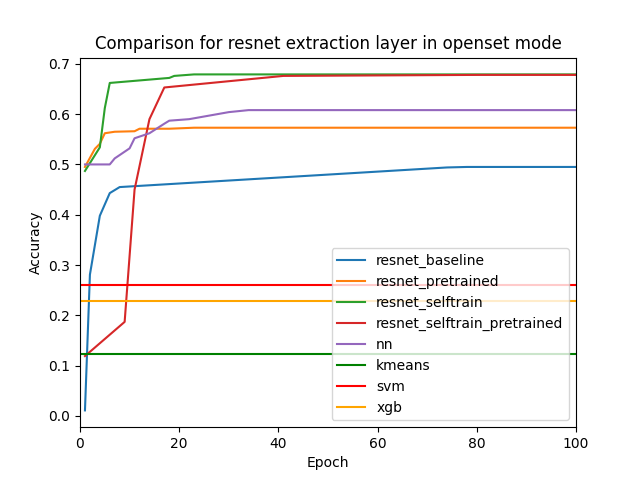 Comparison for resnet extraction layer in openset mode
0.7
0.6
0.5
0.4
0.3
0.2
0.1
0.0
Accuracy
resnet_baseline
resnet_pretrained
resnet_selftrain
resnet_selftrain_pretrained
nn
kmeans
svm
xgb
0 20 40 60 80 100
Epoch